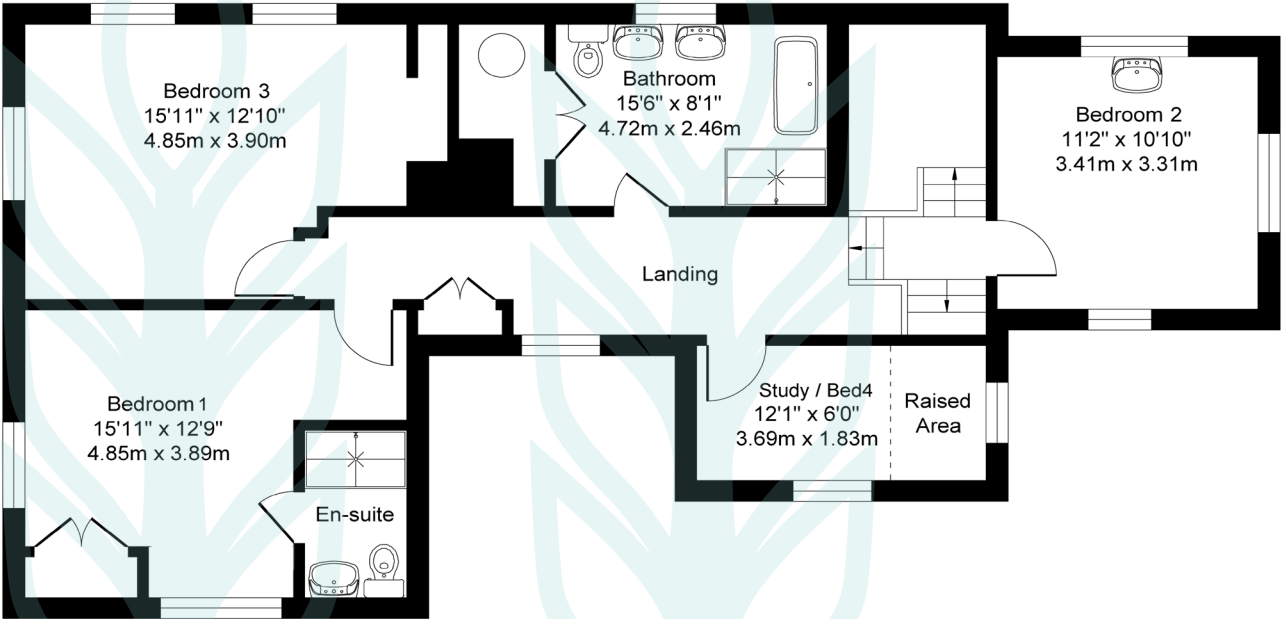 Bedroom 3
15'11" x 12'10"
4.85m x 3.90m
Bathroom
15'6" x 8'1"
4.72m x 2.46m
Bedroom 2
11'2" x 10'10"
3.41m x 3.31m
Landing
Bedroom 1
15'11" x 12'9"
4.85m x 3.89m
En-suite
Study / Bed4
12'1" x 6'0"
3.69m x 1.83m
Raised
Area